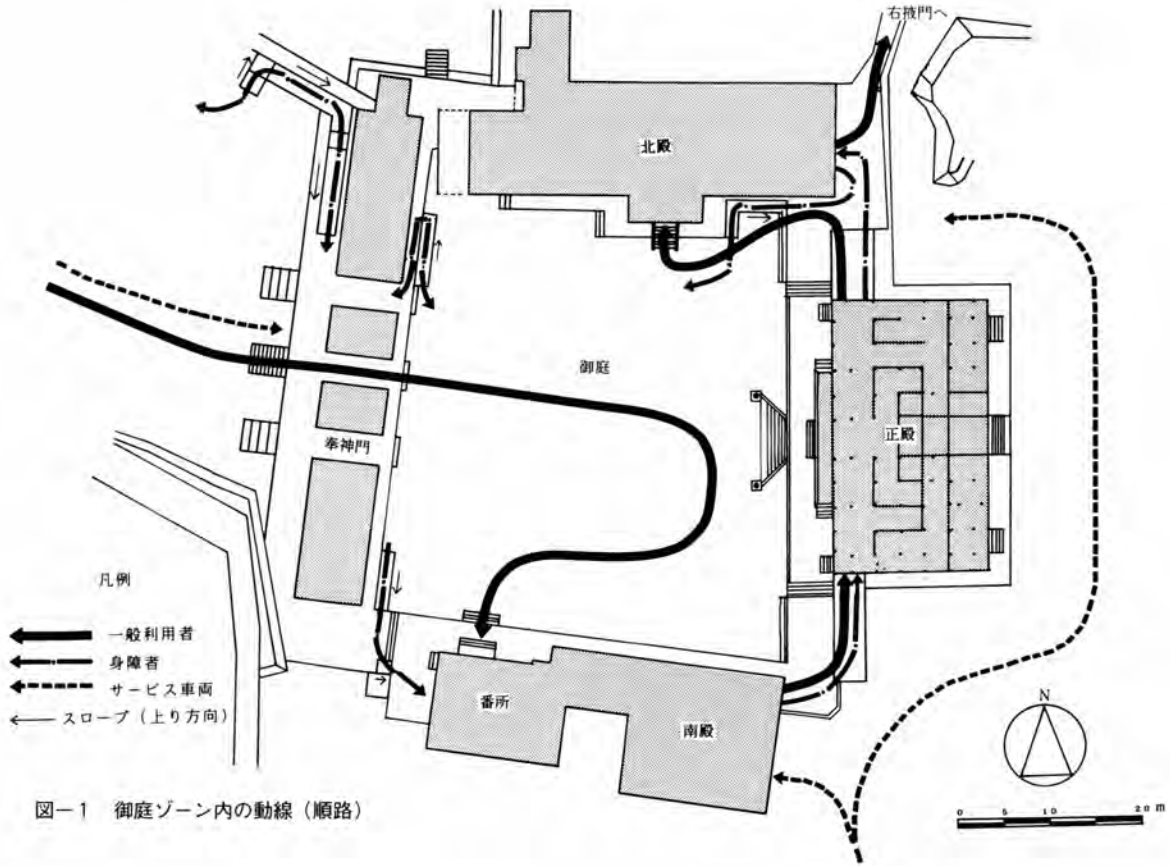 右掖門へ
北殿
御庭
正殿
奉神門
凡例
一般利用者
身障者
サービス車両
スロープ（上り方向）
番所
南殿
N
0 5 10 20m
図－1 御庭ゾーン内の動線（順路）